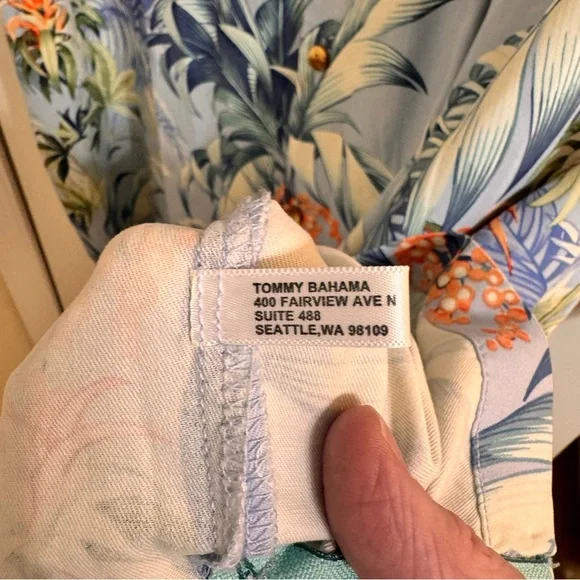 TOMMY BAHAMA
400 FAIRVIEW AVE N
SUITE 488
SEATTLE,WA 98109